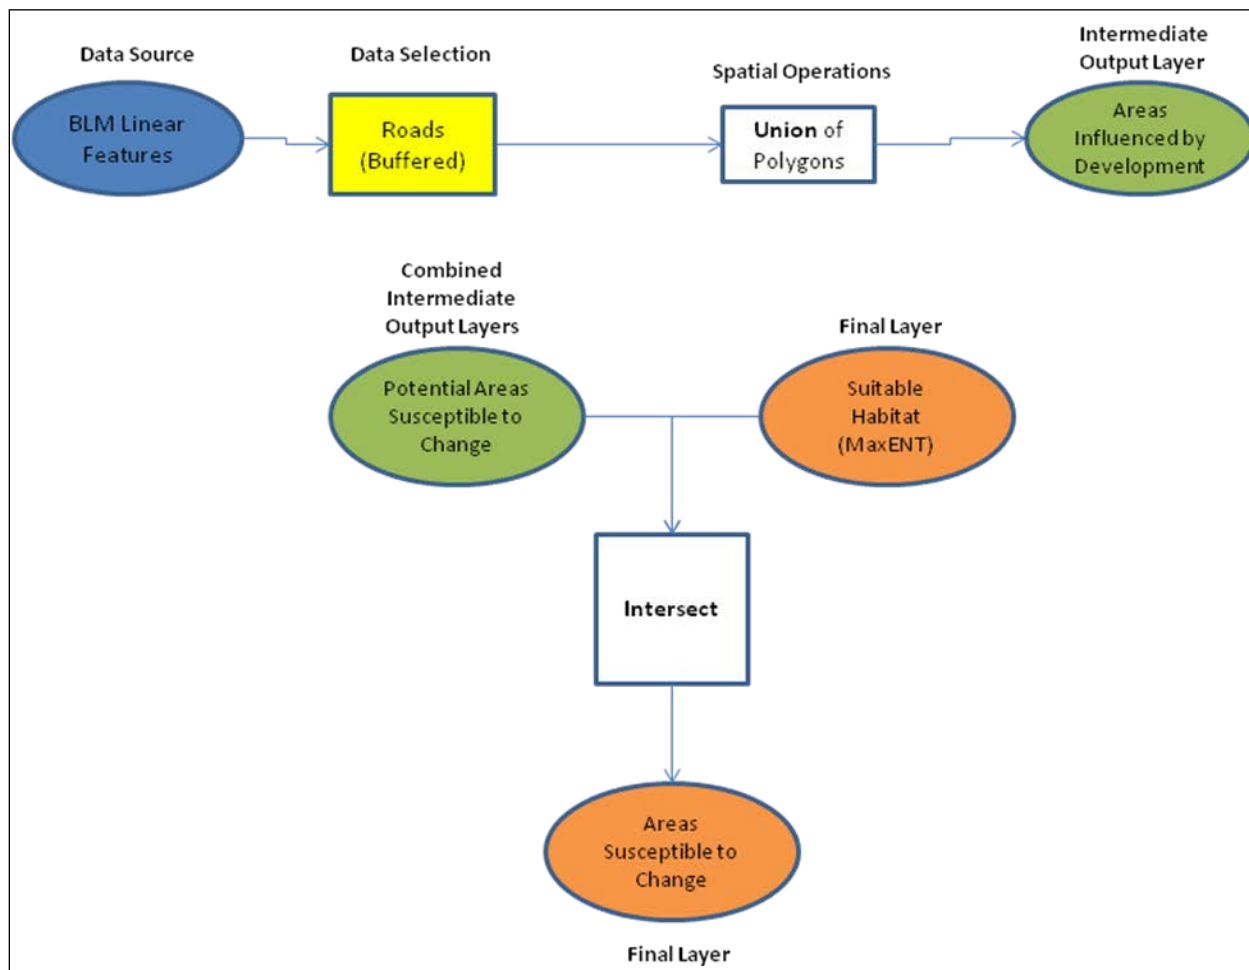 Data Source
BLM Linear
Features
Data Selection
Roads
(Buffered)
Spatial Operations
Union of
Polygons
Intermediate
Output Layer
Areas
Influenced by
Development
Combined
Intermediate
Output Layers
Potential Areas
Susceptible to
Change
Final Layer
Suitable
Habitat
(MaxENT)
Intersect
Areas
Susceptible to
Change
Final Layer